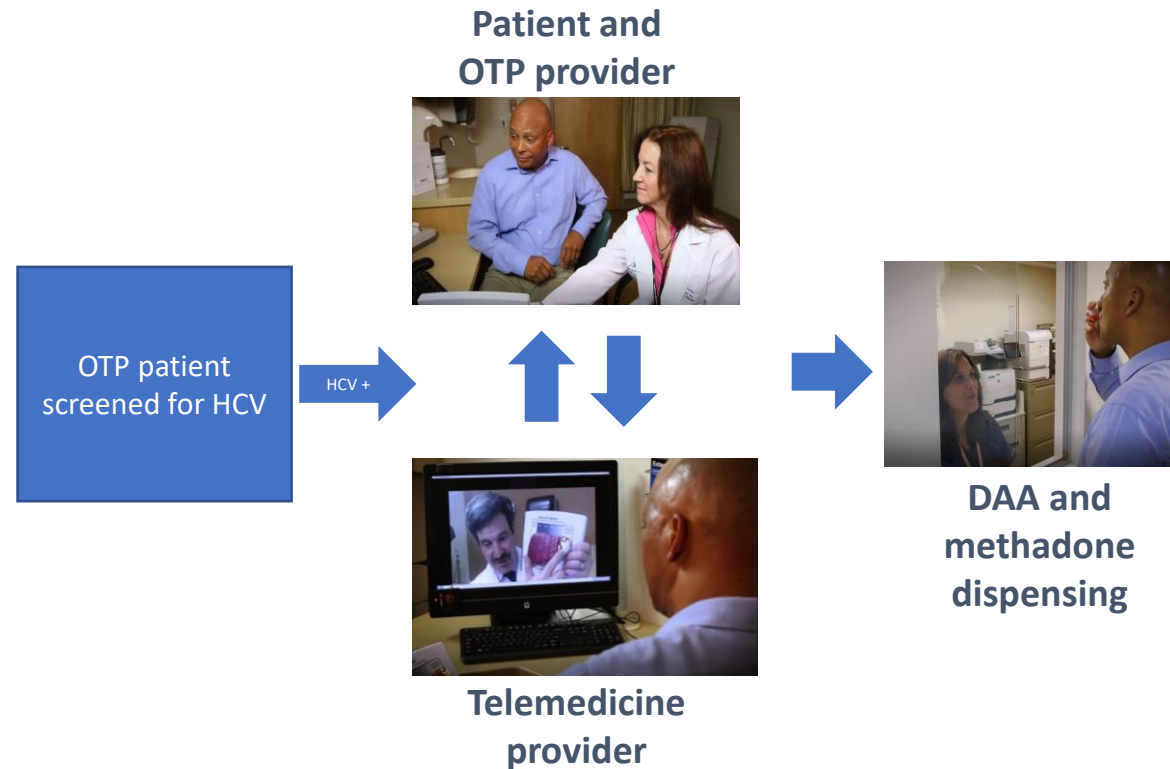 Patient and
OTP provider
OTP patient
screened for HCV
HCV +
Telemedicine
provider
DAA and
methadone
dispensing